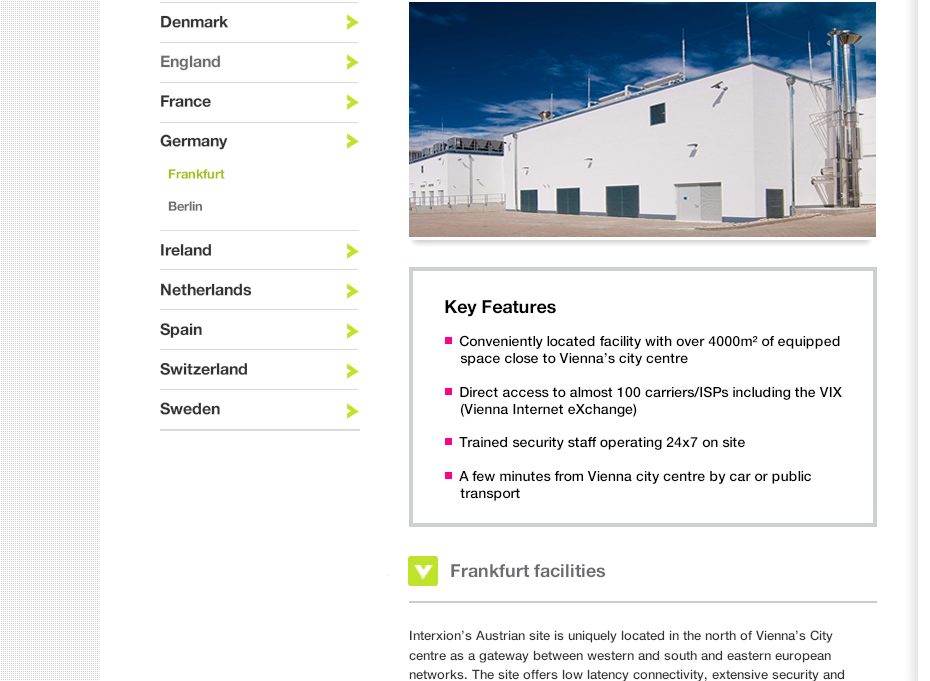 Denmark
England
France
Germany
Frankfurt
Berlin
Ireland
Netherlands
Spain
Switzerland
Sweden
Key Features
Conveniently located facility with over 4000m² of equipped
space close to Vienna's city centre
Direct access to almost 100 carriers/ISPs including the VIX
(Vienna Internet eXchange)
Trained security staff operating 24x7 on site
A few minutes from Vienna city centre by car or public
transport
Frankfurt facilities
Interxion's Austrian site is uniquely located in the north of Vienna's City
centre as a gateway between western and south and eastern european
networks. The site offers low latency connectivity, extensive security and